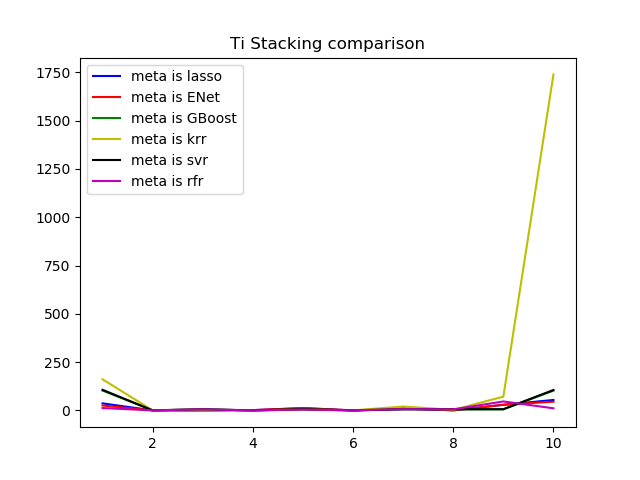 Ti Stacking comparison
meta is lasso
meta is ENet
meta is GBoost
meta is krr
meta is svr
meta is rfr
1750
1500
1250
1000
750
500
250
0
2 4 6 8 10